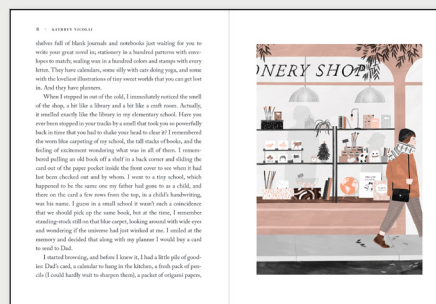 8 · KATHRYN NICOLAI
shelves full of blank journals and notebooks just waiting for you to
write your great novel in; stationery in a hundred patterns with enve-
lopes to match; sealing wax in a hundred colors and stamps with every
letter. They have calendars, some silly with cats doing yoga, and some
with the loveliest illustrations of tiny sweet worlds that you can get lost
in. And they have planners.
When I stepped in out of the cold, I immediately noticed the smell
of the shop, a bit like a library and a bit like a craft room. Actually,
it smelled exactly like the library in my elementary school. Have you
ever been stopped in your tracks by a smell that took you so powerfully
back in time that you had to shake your head to clear it? I remembered
the worn blue carpeting of my school, the tall stacks of books, and the
feeling of excitement wondering what was in all of them. I remem-
bered pulling an old book off a shelf in a back corner and sliding the
card out of the paper pocket inside the front cover to see when it had
last been checked out and by whom. I went to a tiny school, which
happened to be the same one my father had gone to as a child, and
there on the card a few rows from the top, in a child's handwriting,
was his name. I guess in a small school it wasn't such a coincidence
that we should pick up the same book, but at the time, I remember
standing stock-still on that blue carpet, looking around with wide eyes
and wondering if the universe had just winked at me. I smiled at the
memory and decided that along with my planner I would buy a card
to send to Dad.
I started browsing, and before I knew it, I had a little pile of good-
ies: Dad's card, a calendar to hang in the kitchen, a fresh pack of pen-
cils (I could hardly wait to sharpen them), a packet of origami papers,
ONERY SHOP